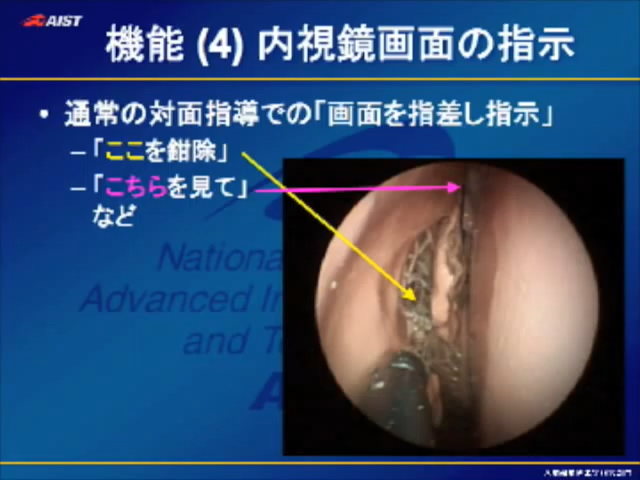 AIST
機能 (4) 内視鏡画面の指示
• 通常の対面指導での「画面を指差し指示」
–「ここを鉗除」
–「こちらを見て」
など
National
Advanced In
and Te
A